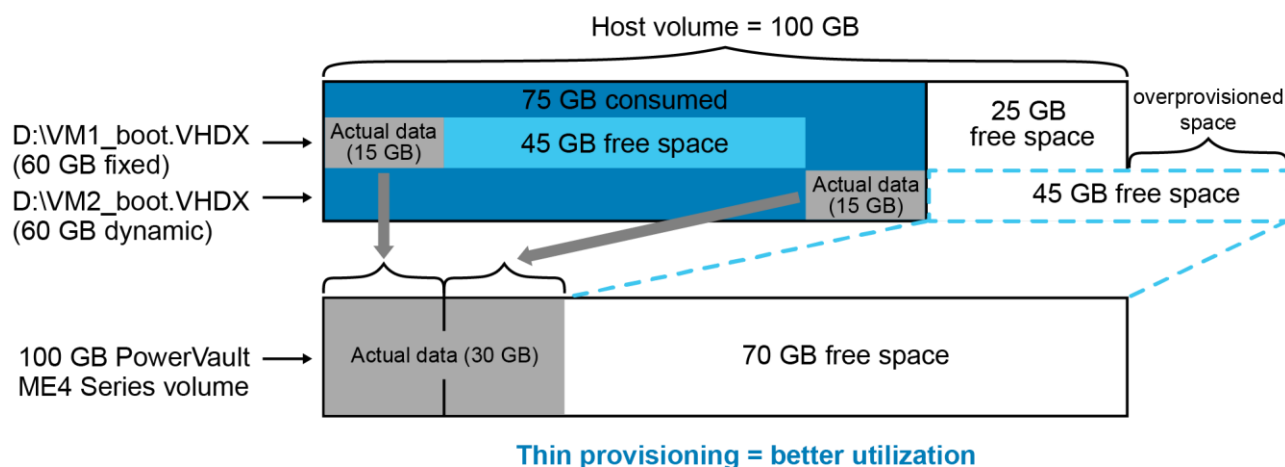 Host volume = 100 GB
75 GB consumed
25 GB
free space
overprovisioned
space
D:\VM1_boot.VHDX
(60 GB fixed)
Actual data
(15 GB)
45 GB free space
D:\VM2_boot.VHDX
(60 GB dynamic)
Actual data
(15 GB)
45 GB free space
100 GB PowerVault
ME4 Series volume
Actual data (30 GB)
70 GB free space
Thin provisioning = better utilization